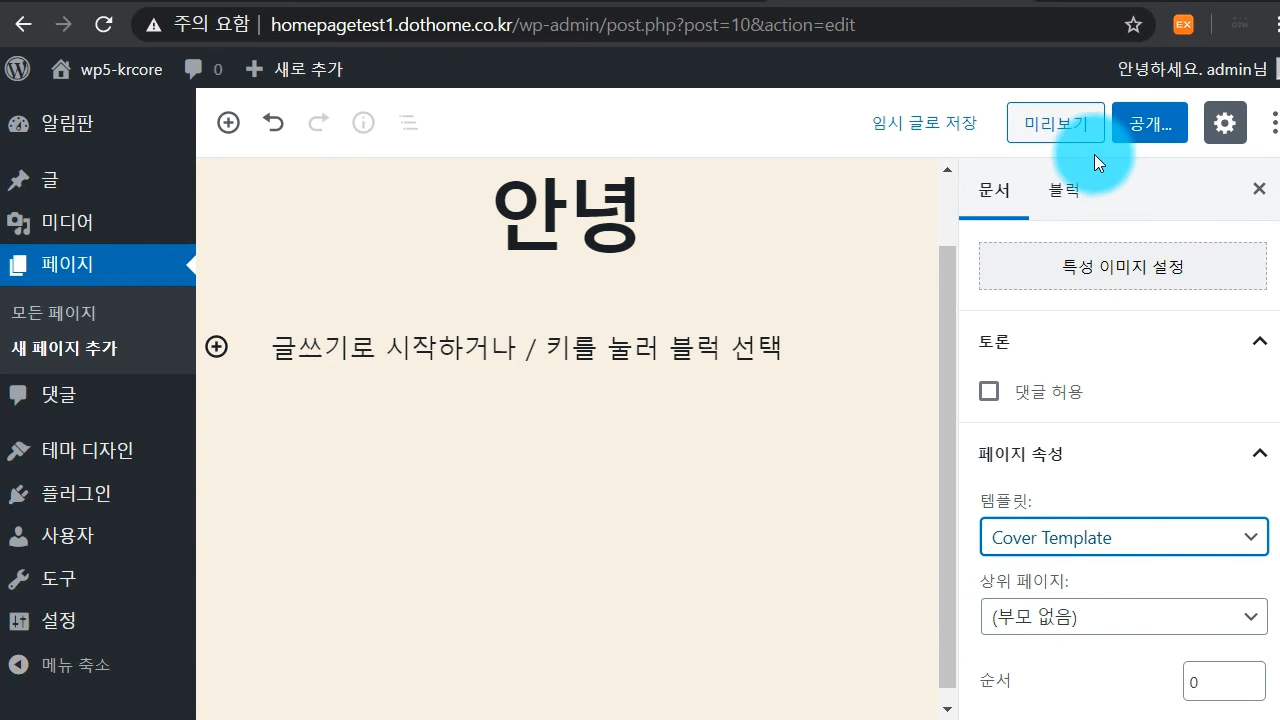 주의 요함 | homepagetest1.dothome.co.kr/wp-admin/post.php?post=10&action=edit
EX
wp5-krcore 0 새로 추가 안녕하세요. admin님
알림판
글
미디어
페이지
모든 페이지
새 페이지 추가
댓글
테마 디자인
플러그인
사용자
도구
설정
메뉴 축소
임시 글로 저장 미리보기 공개...
안녕
글쓰기로 시작하거나 / 키를 눌러 블럭 선택
문서 블럭
특성 이미지 설정
토론
댓글 허용
페이지 속성
템플릿:
Cover Template
상위 페이지:
(부모 없음)
순서 0